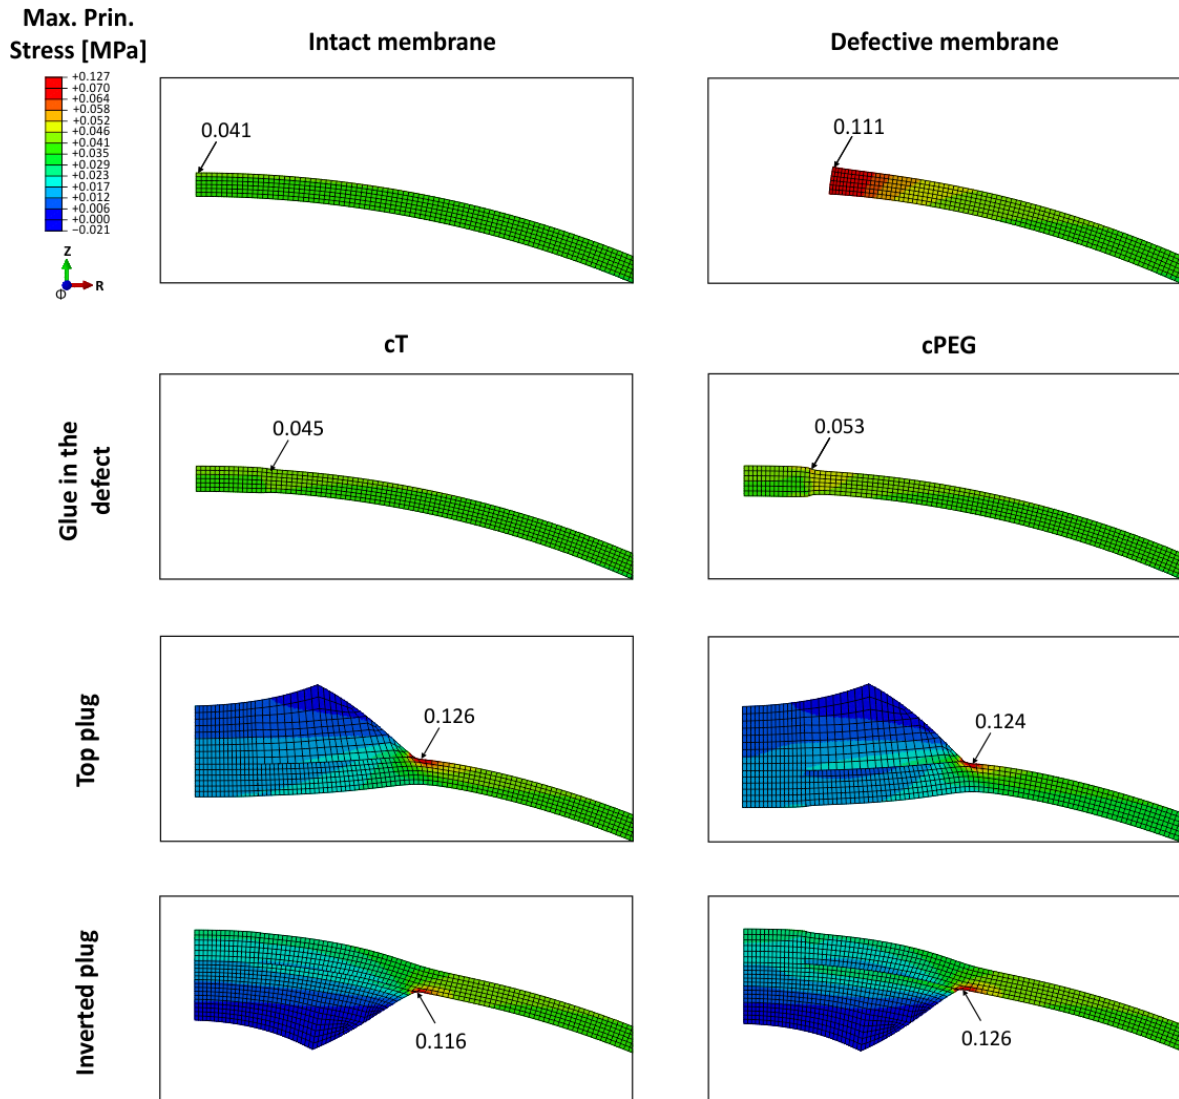 Max. Prin.
Stress [MPa]
Intact membrane
Defective membrane
+0.127
+0.070
+0.064
+0.058
+0.052
+0.046
+0.041
+0.035
+0.029
+0.023
+0.017
+0.012
+0.006
+0.000
−0.021
Z
R
Φ
0.041
0.111
cT
cPEG
Glue in the
defect
0.045
0.053
Top plug
0.126
0.124
Inverted plug
0.116
0.126